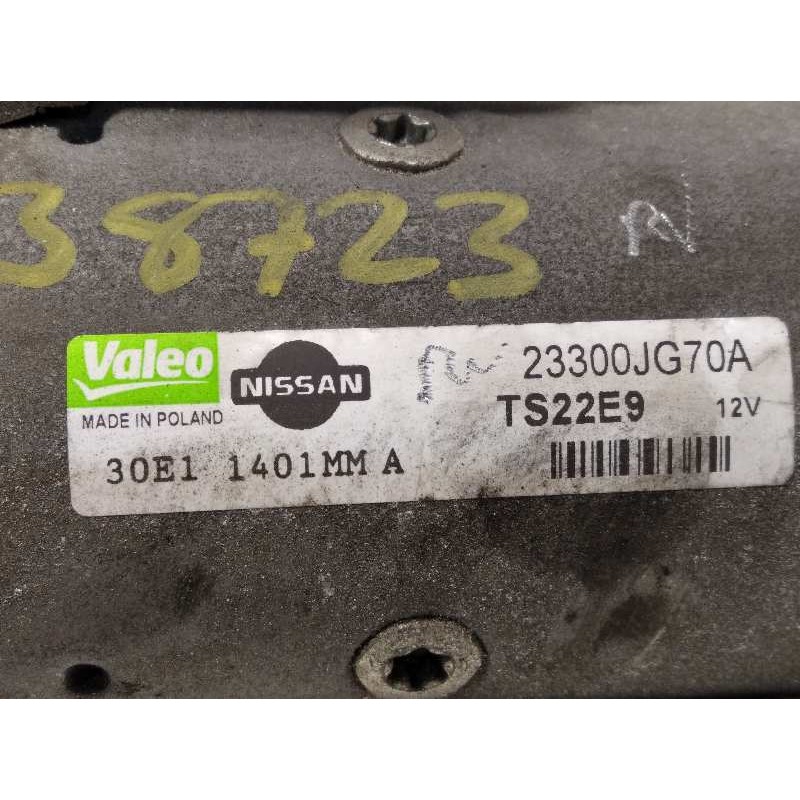 38723
Valeo
NISSAN
23300JG70A
MADE IN POLAND
TS22E9 12V
30E1 1401MM A